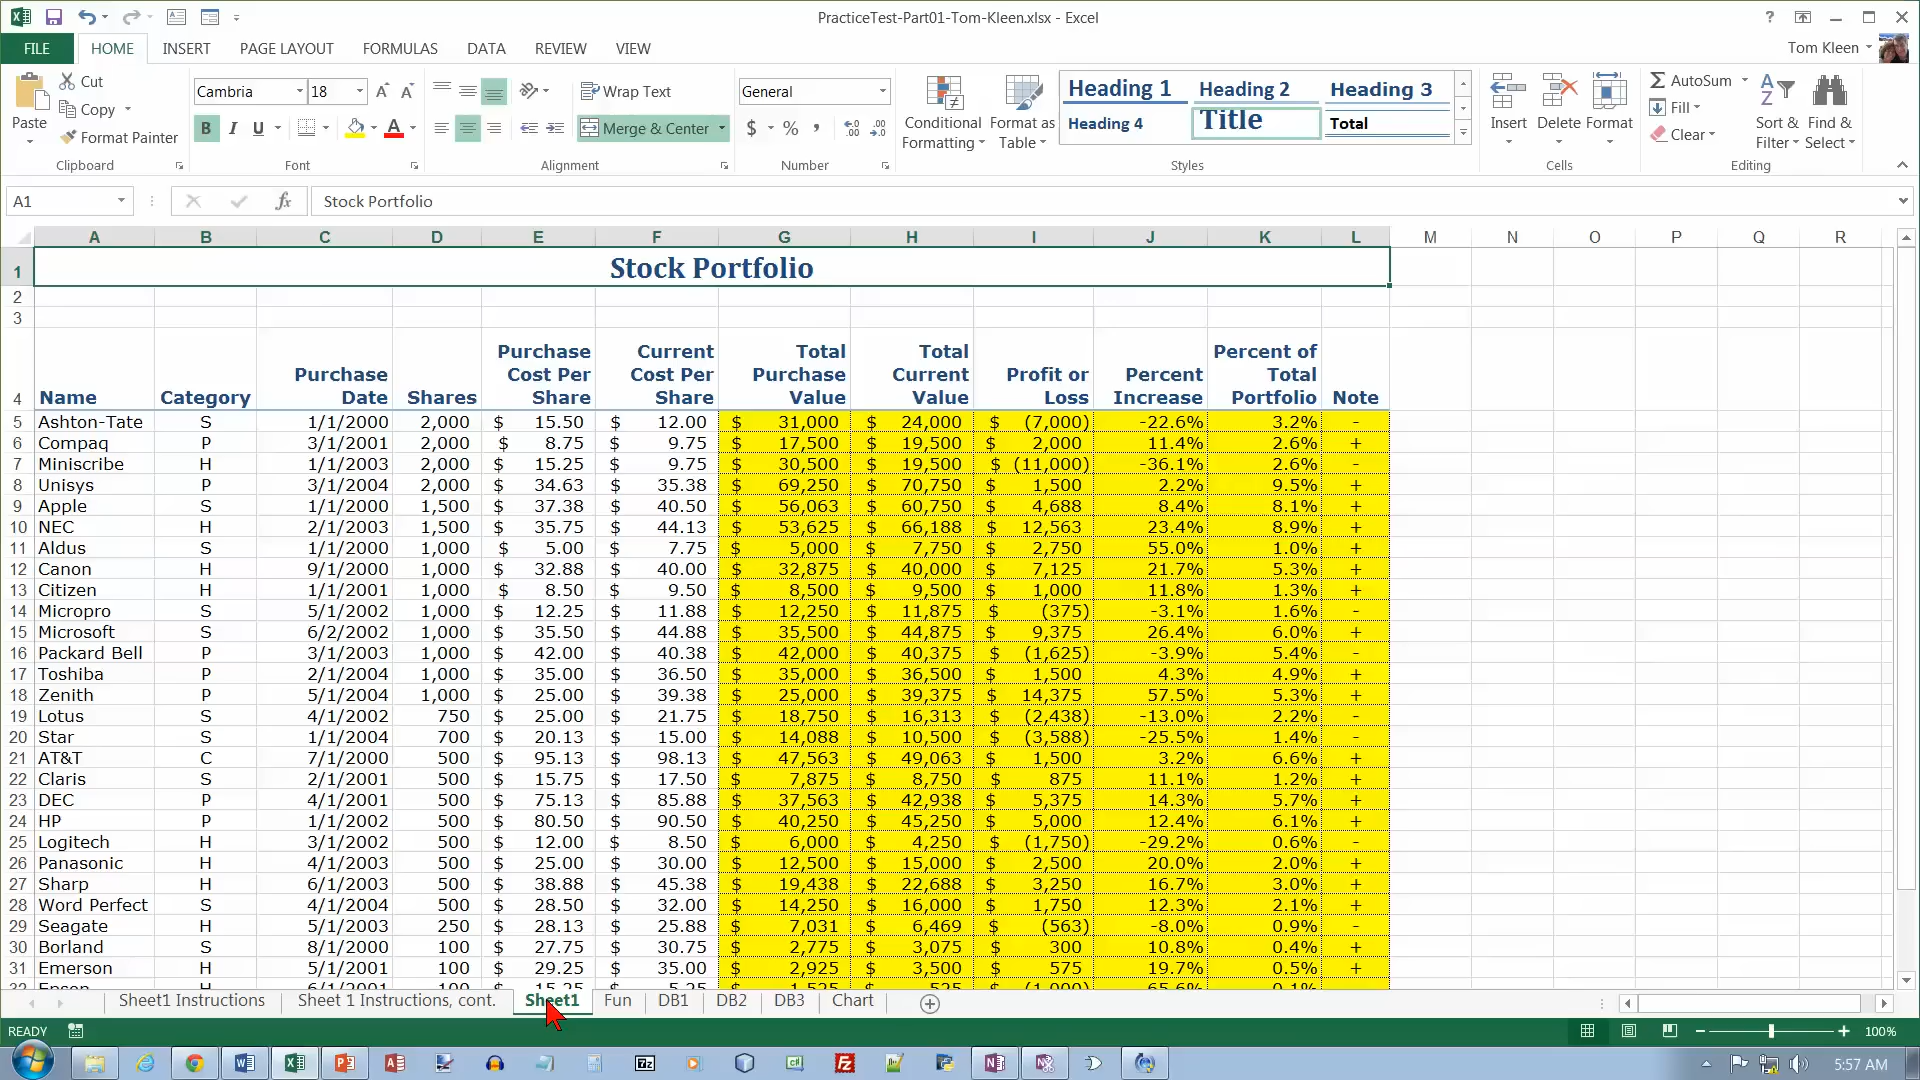 PracticeTest-Part01-Tom-Kleen.xlsx - Excel
?
FILE HOME INSERT PAGE LAYOUT FORMULAS DATA REVIEW VIEW Tom Kleen
Paste Cut Copy Format Painter Clipboard
Cambria 18 A A B I U A Font
Wrap Text Merge & Center Alignment
General $ % , Number
Conditional Formatting Format as Table
Heading 1 Heading 2 Heading 3
Heading 4 Title Total
Styles
Insert Delete Format Cells
AutoSum Fill Clear Sort & Filter Find & Select Editing
A1 fx Stock Portfolio
A B C D E F G H I J K L M N O P Q R
1 Stock Portfolio
2
3
4 Name Category Purchase Date Shares Purchase Cost Per Share Current Cost Per Share Total Purchase Value Total Current Value Profit or Loss Percent Increase Percent of Total Portfolio Note
5 Ashton-Tate S 1/1/2000 2,000 $ 15.50 $ 12.00 $ 31,000 $ 24,000 $ (7,000) -22.6% 3.2% -
6 Compaq P 3/1/2001 2,000 $ 8.75 $ 9.75 $ 17,500 $ 19,500 $ 2,000 11.4% 2.6% +
7 Miniscribe H 1/1/2003 2,000 $ 15.25 $ 9.75 $ 30,500 $ 19,500 $ (11,000) -36.1% 2.6% -
8 Unisys P 3/1/2004 2,000 $ 34.63 $ 35.38 $ 69,250 $ 70,750 $ 1,500 2.2% 9.5% +
9 Apple S 1/1/2000 1,500 $ 37.38 $ 40.50 $ 56,063 $ 60,750 $ 4,688 8.4% 8.1% +
10 NEC H 2/1/2003 1,500 $ 35.75 $ 44.13 $ 53,625 $ 66,188 $ 12,563 23.4% 8.9% +
11 Aldus S 1/1/2000 1,000 $ 5.00 $ 7.75 $ 5,000 $ 7,750 $ 2,750 55.0% 1.0% +
12 Canon H 9/1/2000 1,000 $ 32.88 $ 40.00 $ 32,875 $ 40,000 $ 7,125 21.7% 5.3% +
13 Citizen H 1/1/2001 1,000 $ 8.50 $ 9.50 $ 8,500 $ 9,500 $ 1,000 11.8% 1.3% +
14 Micropro S 5/1/2002 1,000 $ 12.25 $ 11.88 $ 12,250 $ 11,875 $ (375) -3.1% 1.6% -
15 Microsoft S 6/2/2002 1,000 $ 35.50 $ 44.88 $ 35,500 $ 44,875 $ 9,375 26.4% 6.0% +
16 Packard Bell P 3/1/2003 1,000 $ 42.00 $ 40.38 $ 42,000 $ 40,375 $ (1,625) -3.9% 5.4% -
17 Toshiba P 2/1/2004 1,000 $ 35.00 $ 36.50 $ 35,000 $ 36,500 $ 1,500 4.3% 4.9% +
18 Zenith P 5/1/2004 1,000 $ 25.00 $ 39.38 $ 25,000 $ 39,375 $ 14,375 57.5% 5.3% +
19 Lotus S 4/1/2002 750 $ 25.00 $ 21.75 $ 18,750 $ 16,313 $ (2,438) -13.0% 2.2% -
20 Star S 1/1/2004 700 $ 20.13 $ 15.00 $ 14,088 $ 10,500 $ (3,588) -25.5% 1.4% -
21 AT&T C 7/1/2000 500 $ 95.13 $ 98.13 $ 47,563 $ 49,063 $ 1,500 3.2% 6.6% +
22 Claris S 2/1/2001 500 $ 15.75 $ 17.50 $ 7,875 $ 8,750 $ 875 11.1% 1.2% +
23 DEC P 4/1/2001 500 $ 75.13 $ 85.88 $ 37,563 $ 42,938 $ 5,375 14.3% 5.7% +
24 HP P 1/1/2002 500 $ 80.50 $ 90.50 $ 40,250 $ 45,250 $ 5,000 12.4% 6.1% +
25 Logitech H 3/1/2002 500 $ 12.00 $ 8.50 $ 6,000 $ 4,250 $ (1,750) -29.2% 0.6% -
26 Panasonic H 4/1/2003 500 $ 25.00 $ 30.00 $ 12,500 $ 15,000 $ 2,500 20.0% 2.0% +
27 Sharp H 6/1/2003 500 $ 38.88 $ 45.38 $ 19,438 $ 22,688 $ 3,250 16.7% 3.0% +
28 Word Perfect S 4/1/2004 500 $ 28.50 $ 32.00 $ 14,250 $ 16,000 $ 1,750 12.3% 2.1% +
29 Seagate H 5/1/2003 250 $ 28.13 $ 25.88 $ 7,031 $ 6,469 $ (563) -8.0% 0.9% -
30 Borland S 8/1/2000 100 $ 27.75 $ 30.75 $ 2,775 $ 3,075 $ 300 10.8% 0.4% +
31 Emerson H 5/1/2001 100 $ 29.25 $ 35.00 $ 2,925 $ 3,500 $ 575 19.7% 0.5% +
Sheet1 Instructions Sheet 1 Instructions, cont. Sheet1 Fun DB1 DB2 DB3 Chart
READY 100%
5:57 AM